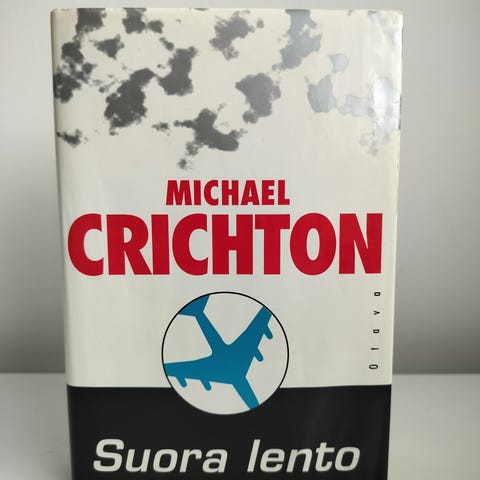 MICHAEL
CRICHTON
Otava
Suora lento